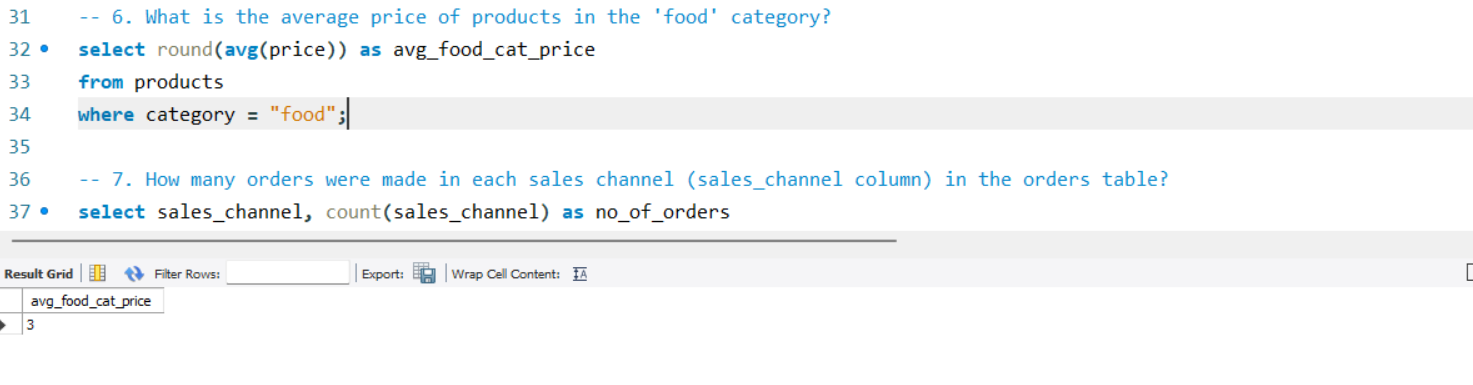 31 -- 6. What is the average price of products in the 'food' category?
32 select round(avg(price)) as avg_food_cat_price
33 from products
34 where category = "food";
35
36 -- 7. How many orders were made in each sales channel (sales_channel column) in the orders table?
37 select sales_channel, count(sales_channel) as no_of_orders
Result Grid Filter Rows: Export: Wrap Cell Content: IA
avg_food_cat_price
3